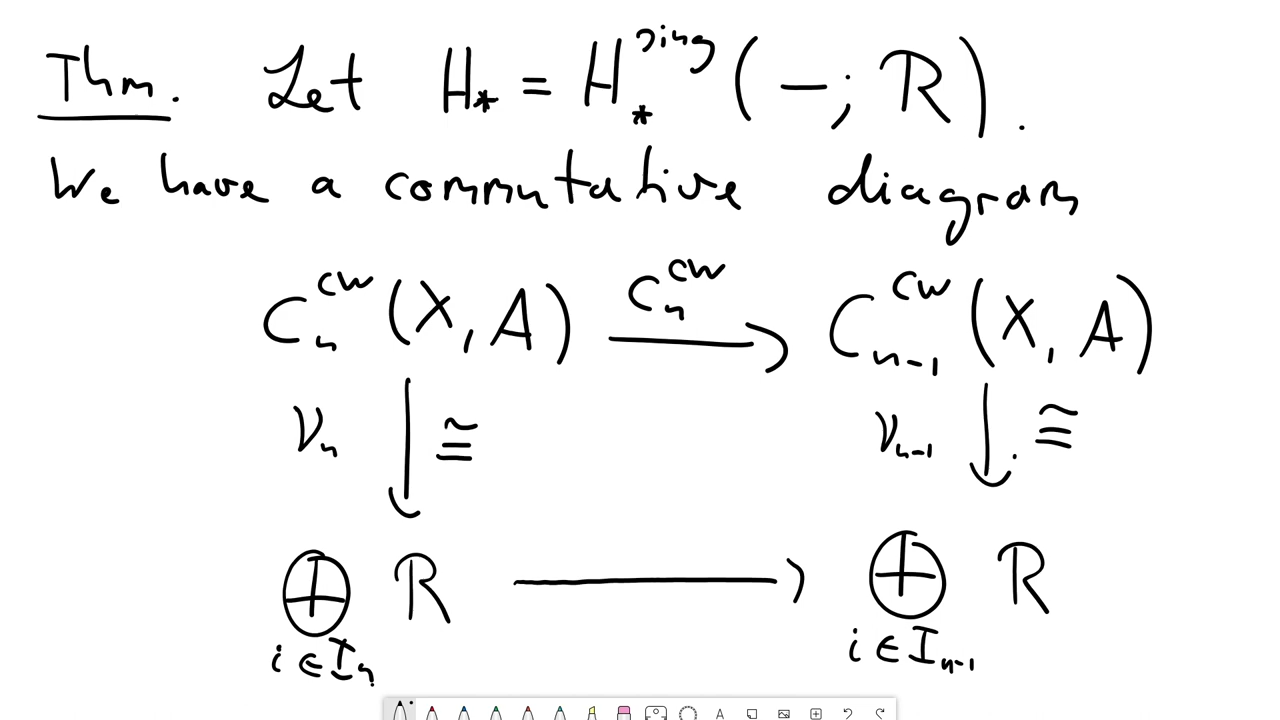 Thm. Let H_* = H_*^{sing}(−; R).
We have a commutative diagram
C_n^{CW}(X, A) —C_n^{CW}→ C_{n-1}^{CW}(X, A)
ν_n ↓ ≅ ν_{n-1} ↓ ≅
⊕ R ⟶ ⊕ R
i ∈ I_n i ∈ I_{n-1}